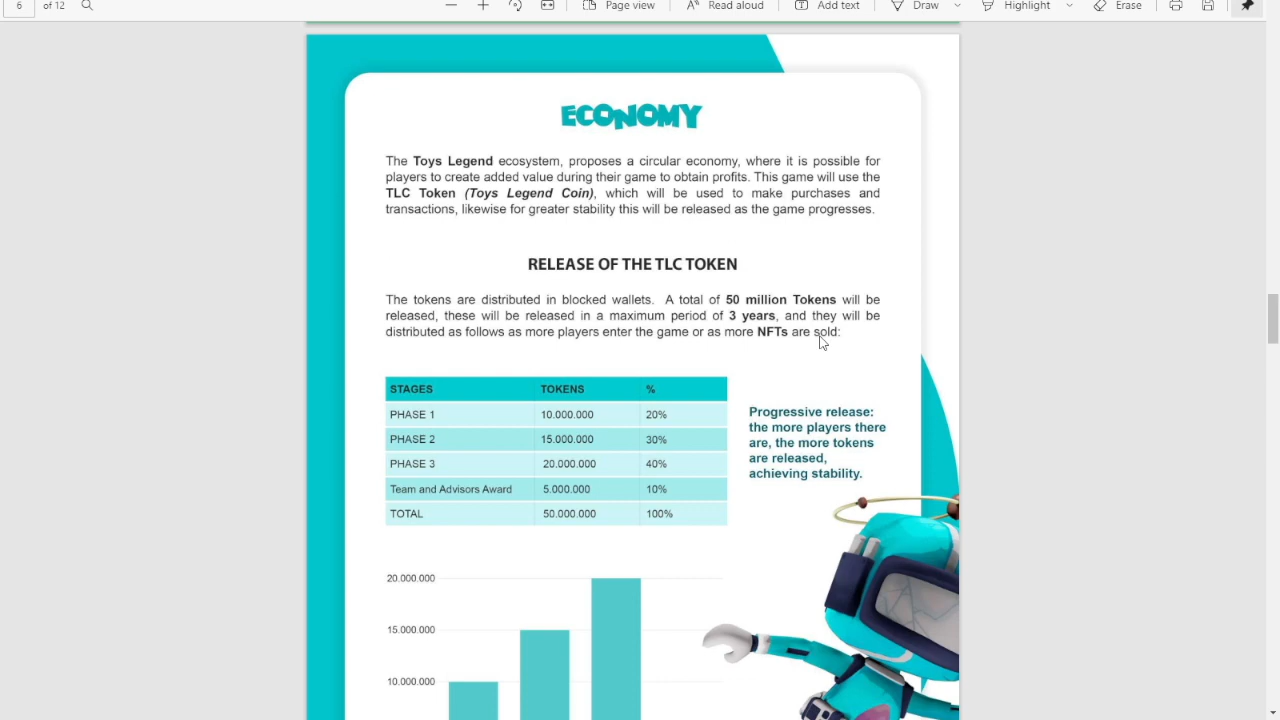 6 of 12 Page view Read aloud Add text Draw Highlight Erase
ECONOMY
The Toys Legend ecosystem, proposes a circular economy, where it is possible for
players to create added value during their game to obtain profits. This game will use the
TLC Token (Toys Legend Coin), which will be used to make purchases and
transactions, likewise for greater stability this will be released as the game progresses.
RELEASE OF THE TLC TOKEN
The tokens are distributed in blocked wallets. A total of 50 million Tokens will be
released, these will be released in a maximum period of 3 years, and they will be
distributed as follows as more players enter the game or as more NFTs are sold:
STAGES TOKENS %
PHASE 1 10.000.000 20%
PHASE 2 15.000.000 30%
PHASE 3 20.000.000 40%
Team and Advisors Award 5.000.000 10%
TOTAL 50.000.000 100%
Progressive release:
the more players there
are, the more tokens
are released,
achieving stability.
20.000.000
15.000.000
10.000.000